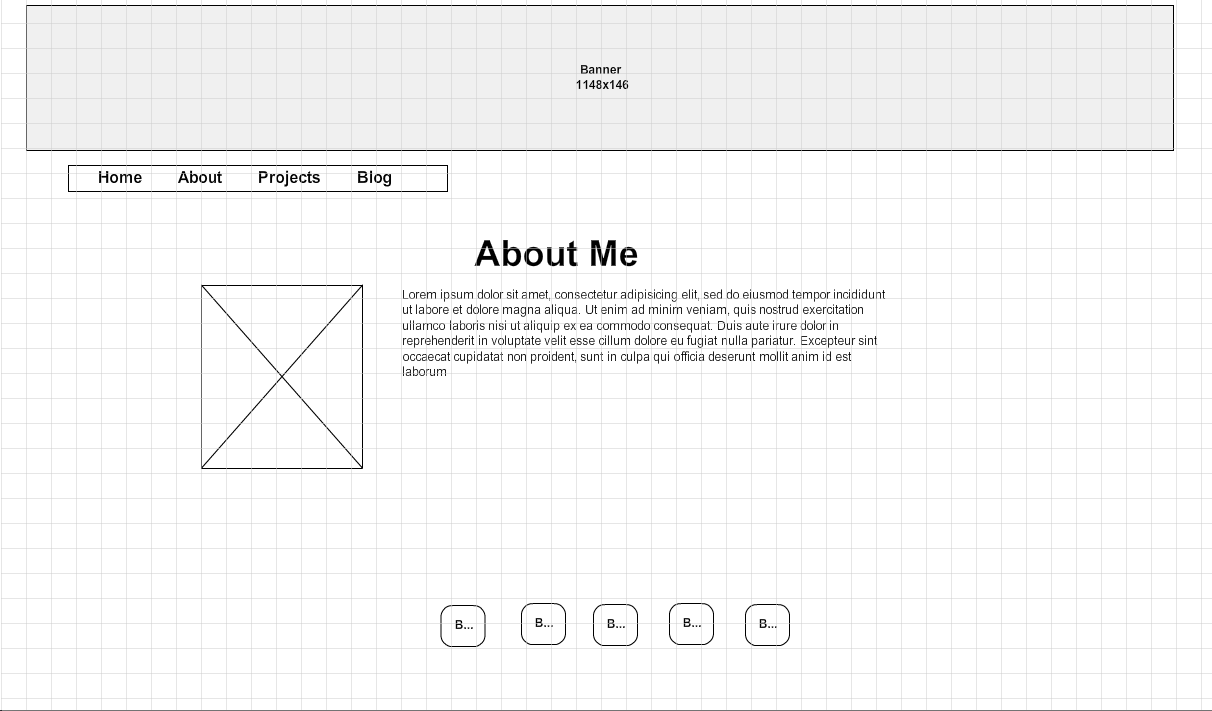 Banner
1148x146
Home About Projects Blog
About Me
Lorem ipsum dolor sit amet, consectetur adipisicing elit, sed do eiusmod tempor incididunt
ut labore et dolore magna aliqua. Ut enim ad minim veniam, quis nostrud exercitation
ullamco laboris nisi ut aliquip ex ea commodo consequat. Duis aute irure dolor in
reprehenderit in voluptate velit esse cillum dolore eu fugiat nulla pariatur. Excepteur sint
occaecat cupidatat non proident, sunt in culpa qui officia deserunt mollit anim id est
laborum
B... B... B... B... B...